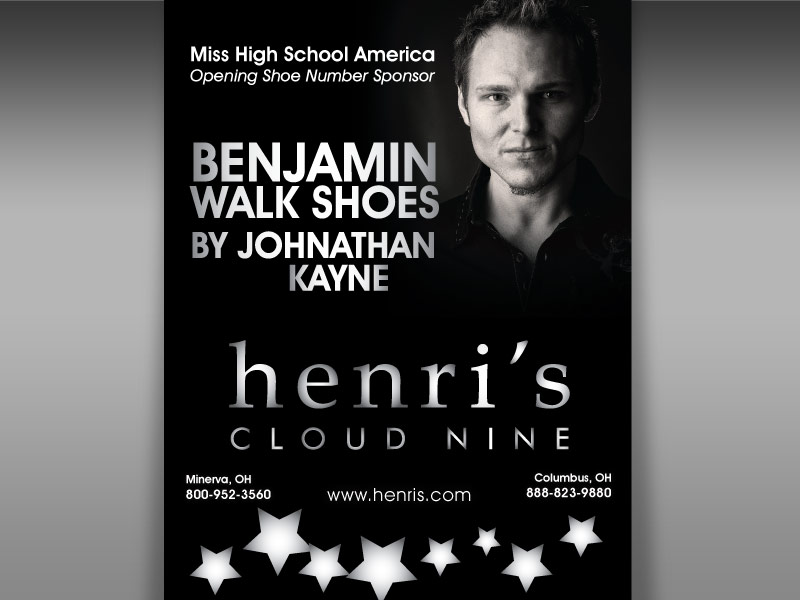 Miss High School America
Opening Shoe Number Sponsor
BENJAMIN
WALK SHOES
BY JOHNATHAN
KAYNE
henri's
CLOUD NINE
Minerva, OH
800-952-3560
www.henris.com
Columbus, OH
888-823-9880